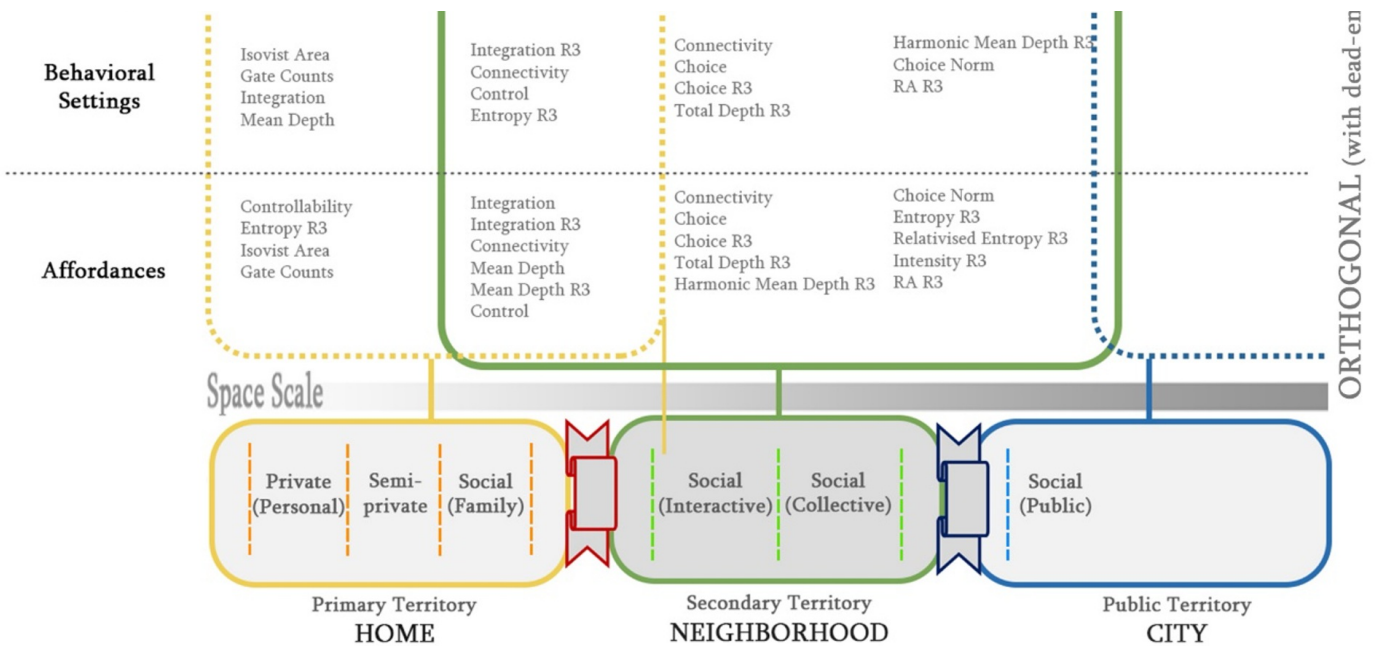 Behavioral
Settings
Isovist Area
Gate Counts
Integration
Mean Depth
Integration R3
Connectivity
Control
Entropy R3
Connectivity
Choice
Choice R3
Total Depth R3
Harmonic Mean Depth R3
Choice Norm
RA R3
Affordances
Controllability
Entropy R3
Isovist Area
Gate Counts
Integration
Integration R3
Connectivity
Mean Depth
Mean Depth R3
Control
Connectivity
Choice
Choice R3
Total Depth R3
Harmonic Mean Depth R3
Choice Norm
Entropy R3
Relativised Entropy R3
Intensity R3
RA R3
ORTHOGONAL (with dead-en
Space Scale
Private
(Personal)
Semi-
private
Social
(Family)
Social
(Interactive)
Social
(Collective)
Social
(Public)
Primary Territory
HOME
Secondary Territory
NEIGHBORHOOD
Public Territory
CITY